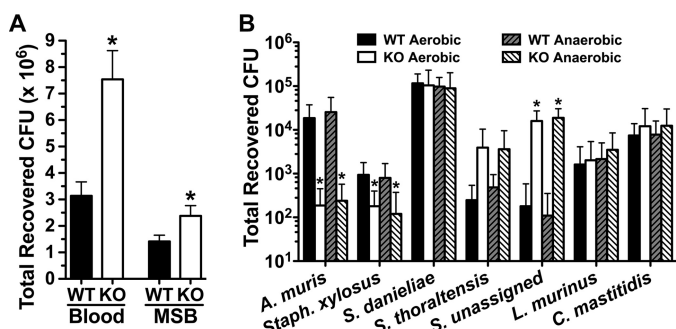 A
Total Recovered CFU (x 10⁶)
9
8
7
6
5
4
3
2
1
0
*
*
WT KO WT KO
Blood MSB
B
Total Recovered CFU
10⁶
10⁵
10⁴
10³
10²
10¹
WT Aerobic
KO Aerobic
WT Anaerobic
KO Anaerobic
* *
* *
* *
A. muris
Staph. xylosus
S. danieliae
S. thoraltensis
S. unassigned
L. murinus
C. mastitidis